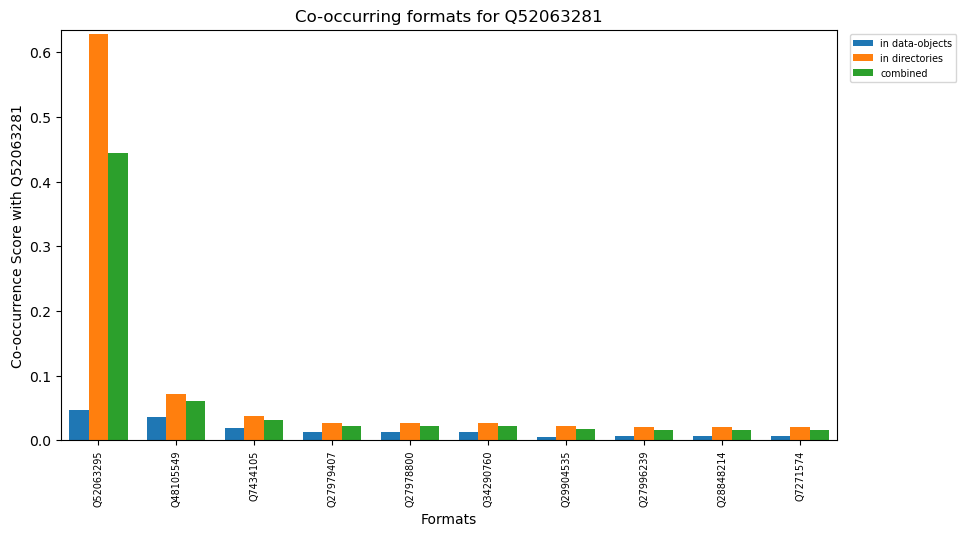 Co-occurring formats for Q52063281
in data-objects
in directories
combined
Co-occurrence Score with Q52063281
0.6
0.5
0.4
0.3
0.2
0.1
0.0
Q52063295
Q48105549
Q7434105
Q27979407
Q27978800
Q34290760
Q29904535
Q27996239
Q28848214
Q7271574
Formats